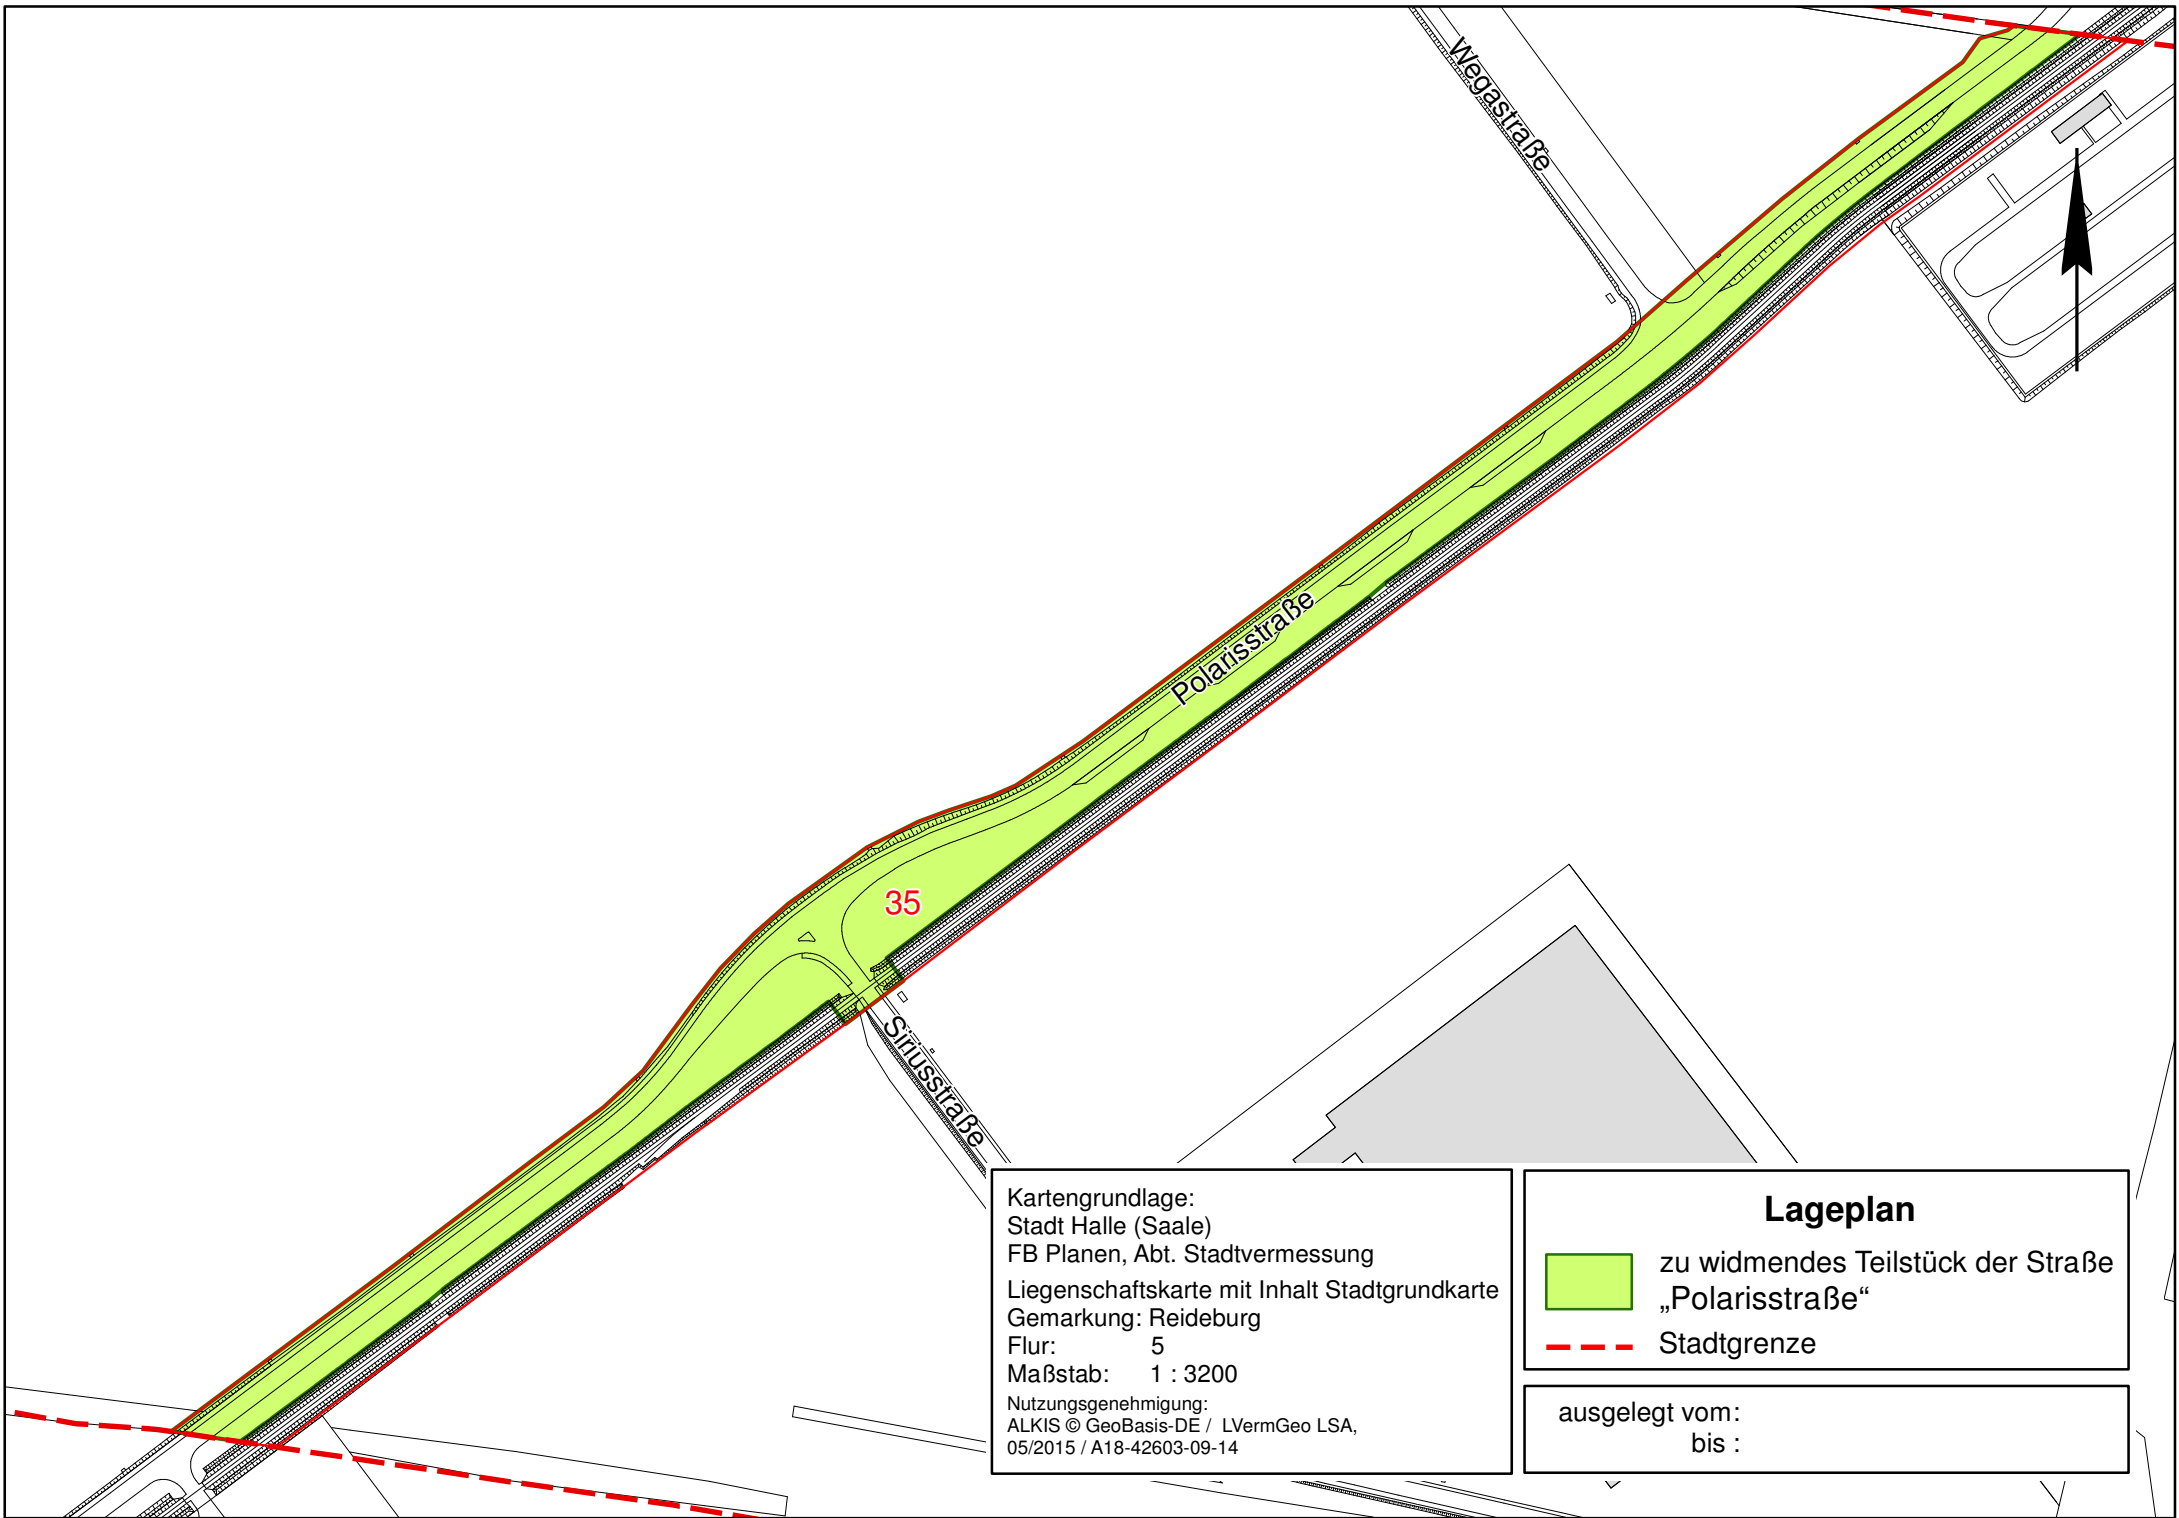 Wegastraße
Polarisstraße
35
Siriusstraße
Kartengrundlage:
Stadt Halle (Saale)
FB Planen, Abt. Stadtvermessung
Liegenschaftskarte mit Inhalt Stadtgrundkarte
Gemarkung: Reideburg
Flur: 5
Maßstab: 1 : 3200
Nutzungsgenehmigung:
ALKIS © GeoBasis-DE / LVermGeo LSA,
05/2015 / A18-42603-09-14
Lageplan
zu widmendes Teilstück der Straße
„Polarisstraße“
Stadtgrenze
ausgelegt vom:
bis :